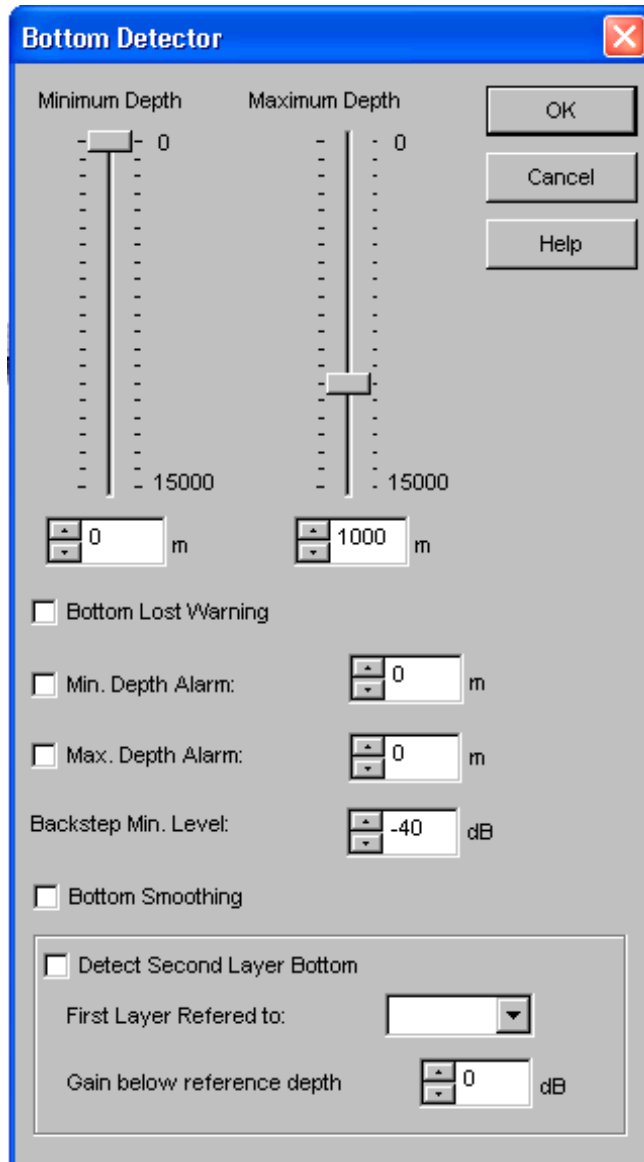 Bottom Detector
Minimum Depth
Maximum Depth
OK
0
0
Cancel
Help
15000
15000
0 m
1000 m
Bottom Lost Warning
Min. Depth Alarm: 0 m
Max. Depth Alarm: 0 m
Backstep Min. Level: -40 dB
Bottom Smoothing
Detect Second Layer Bottom
First Layer Refered to:
Gain below reference depth 0 dB